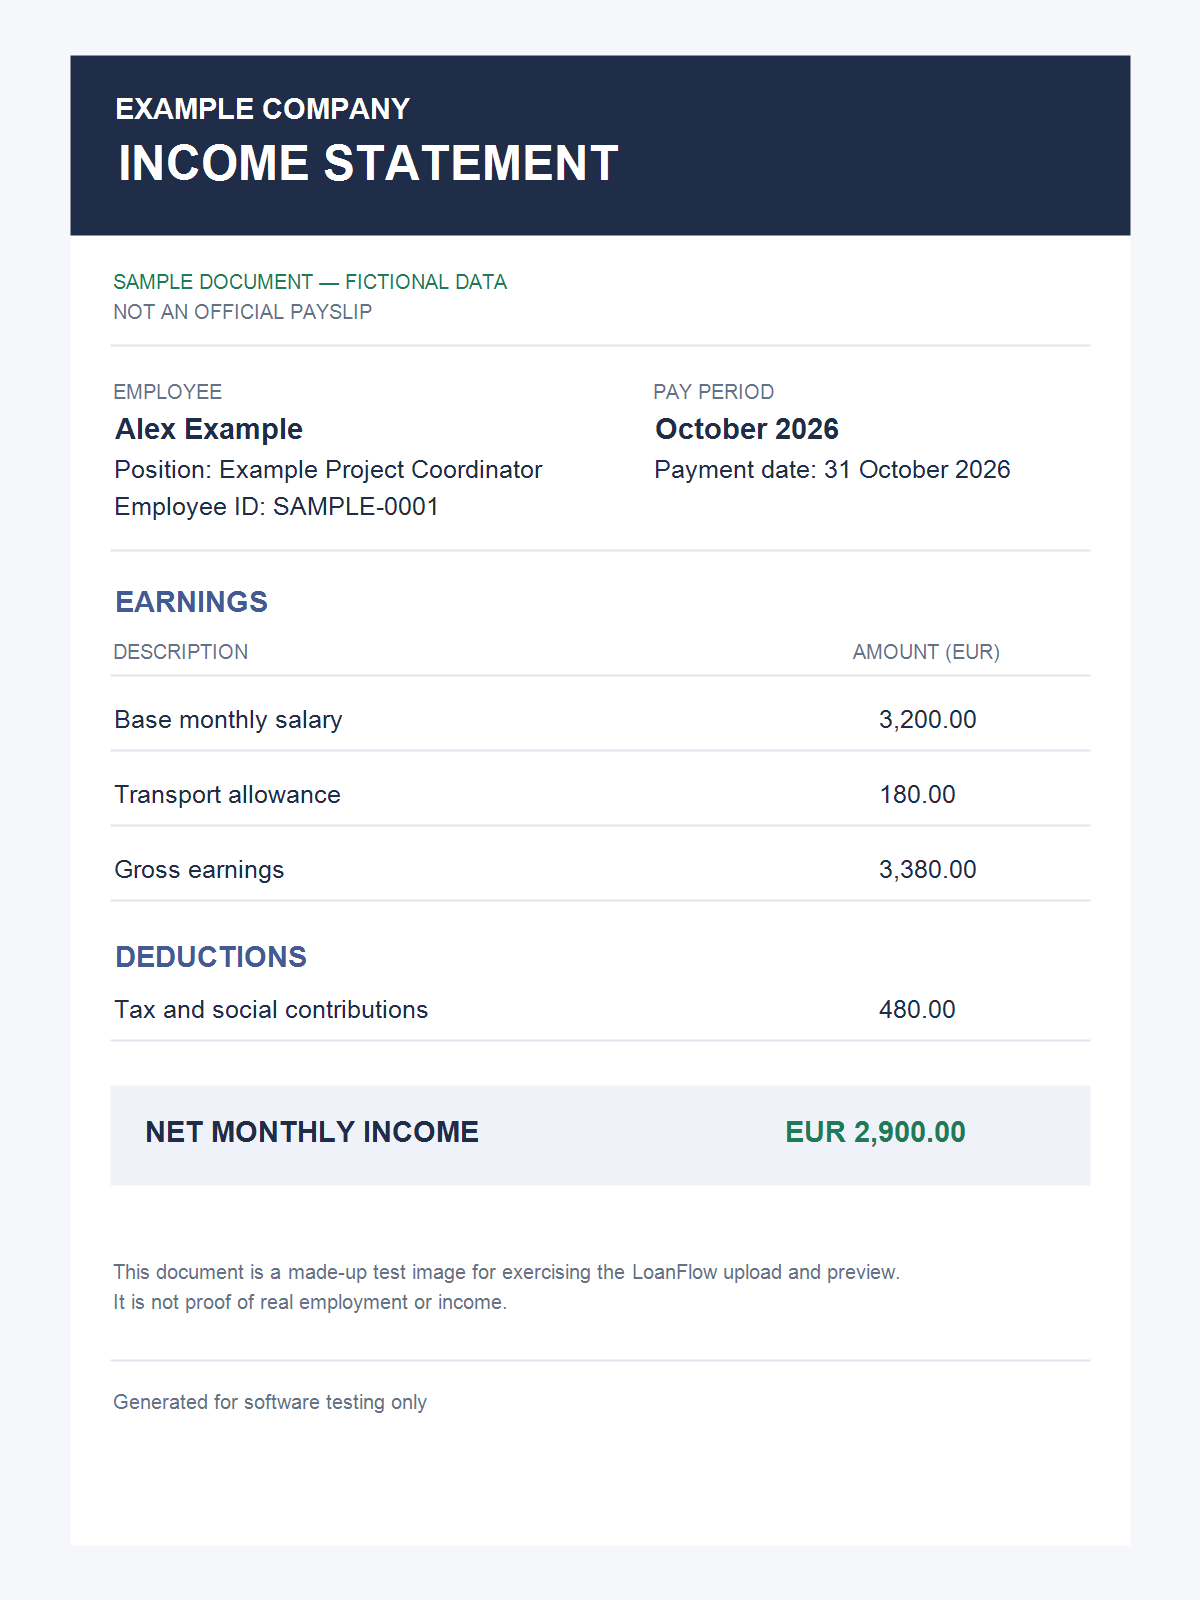 EXAMPLE COMPANY
INCOME STATEMENT
SAMPLE DOCUMENT — FICTIONAL DATA
NOT AN OFFICIAL PAYSLIP
EMPLOYEE
Alex Example
Position: Example Project Coordinator
Employee ID: SAMPLE-0001
PAY PERIOD
October 2026
Payment date: 31 October 2026
EARNINGS
DESCRIPTION AMOUNT (EUR)
Base monthly salary 3,200.00
Transport allowance 180.00
Gross earnings 3,380.00
DEDUCTIONS
Tax and social contributions 480.00
NET MONTHLY INCOME EUR 2,900.00
This document is a made-up test image for exercising the LoanFlow upload and preview.
It is not proof of real employment or income.
Generated for software testing only